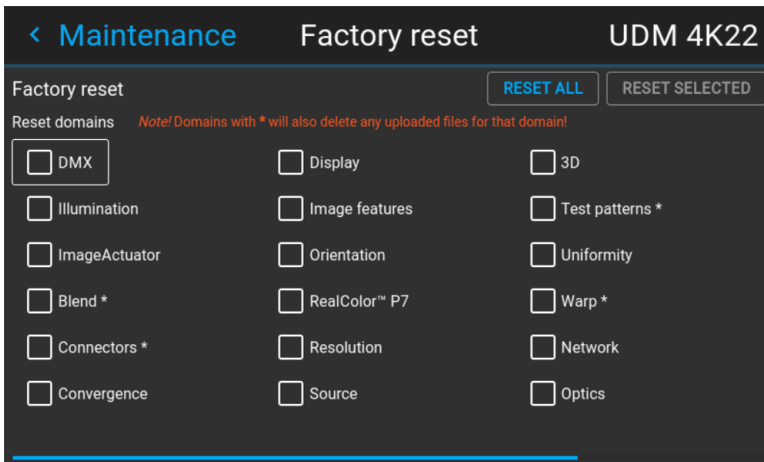 ‹ Maintenance Factory reset UDM 4K22
Factory reset RESET ALL RESET SELECTED
Reset domains Note! Domains with * will also delete any uploaded files for that domain!
DMX Display 3D
Illumination Image features Test patterns *
ImageActuator Orientation Uniformity
Blend * RealColor™ P7 Warp *
Connectors * Resolution Network
Convergence Source Optics